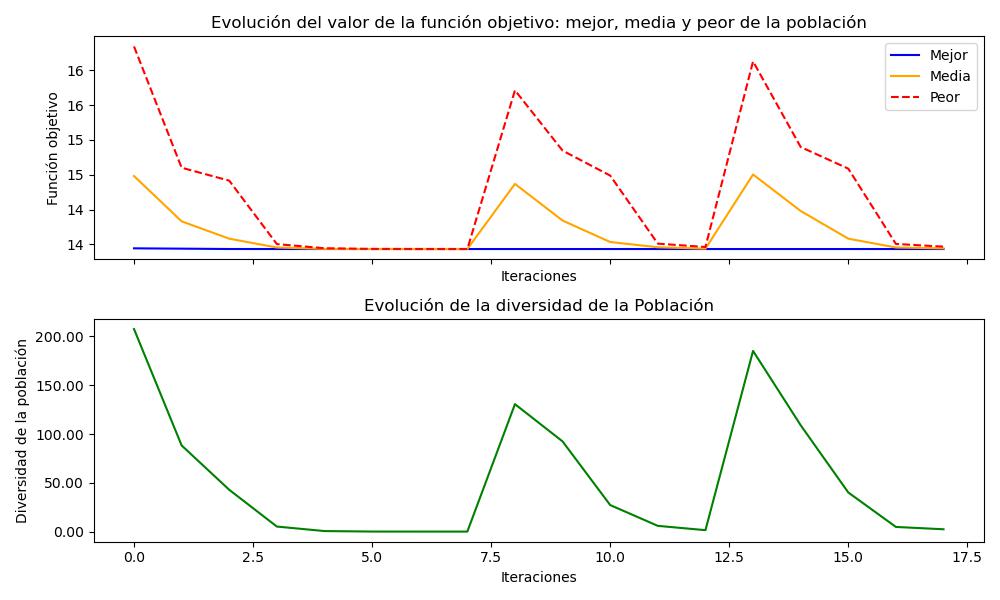 Evolución del valor de la función objetivo: mejor, media y peor de la población
Mejor
Media
Peor
Función objetivo
16
16
15
15
14
14
Iteraciones
Evolución de la diversidad de la Población
Diversidad de la población
200.00
150.00
100.00
50.00
0.00
0.0 2.5 5.0 7.5 10.0 12.5 15.0 17.5
Iteraciones